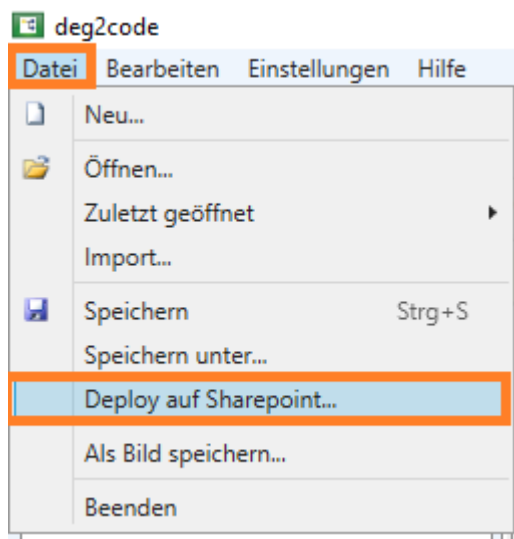 deg2code
Datei Bearbeiten Einstellungen Hilfe
Neu...
Öffnen...
Zuletzt geöffnet
Import...
Speichern Strg+S
Speichern unter...
Deploy auf Sharepoint...
Als Bild speichern...
Beenden